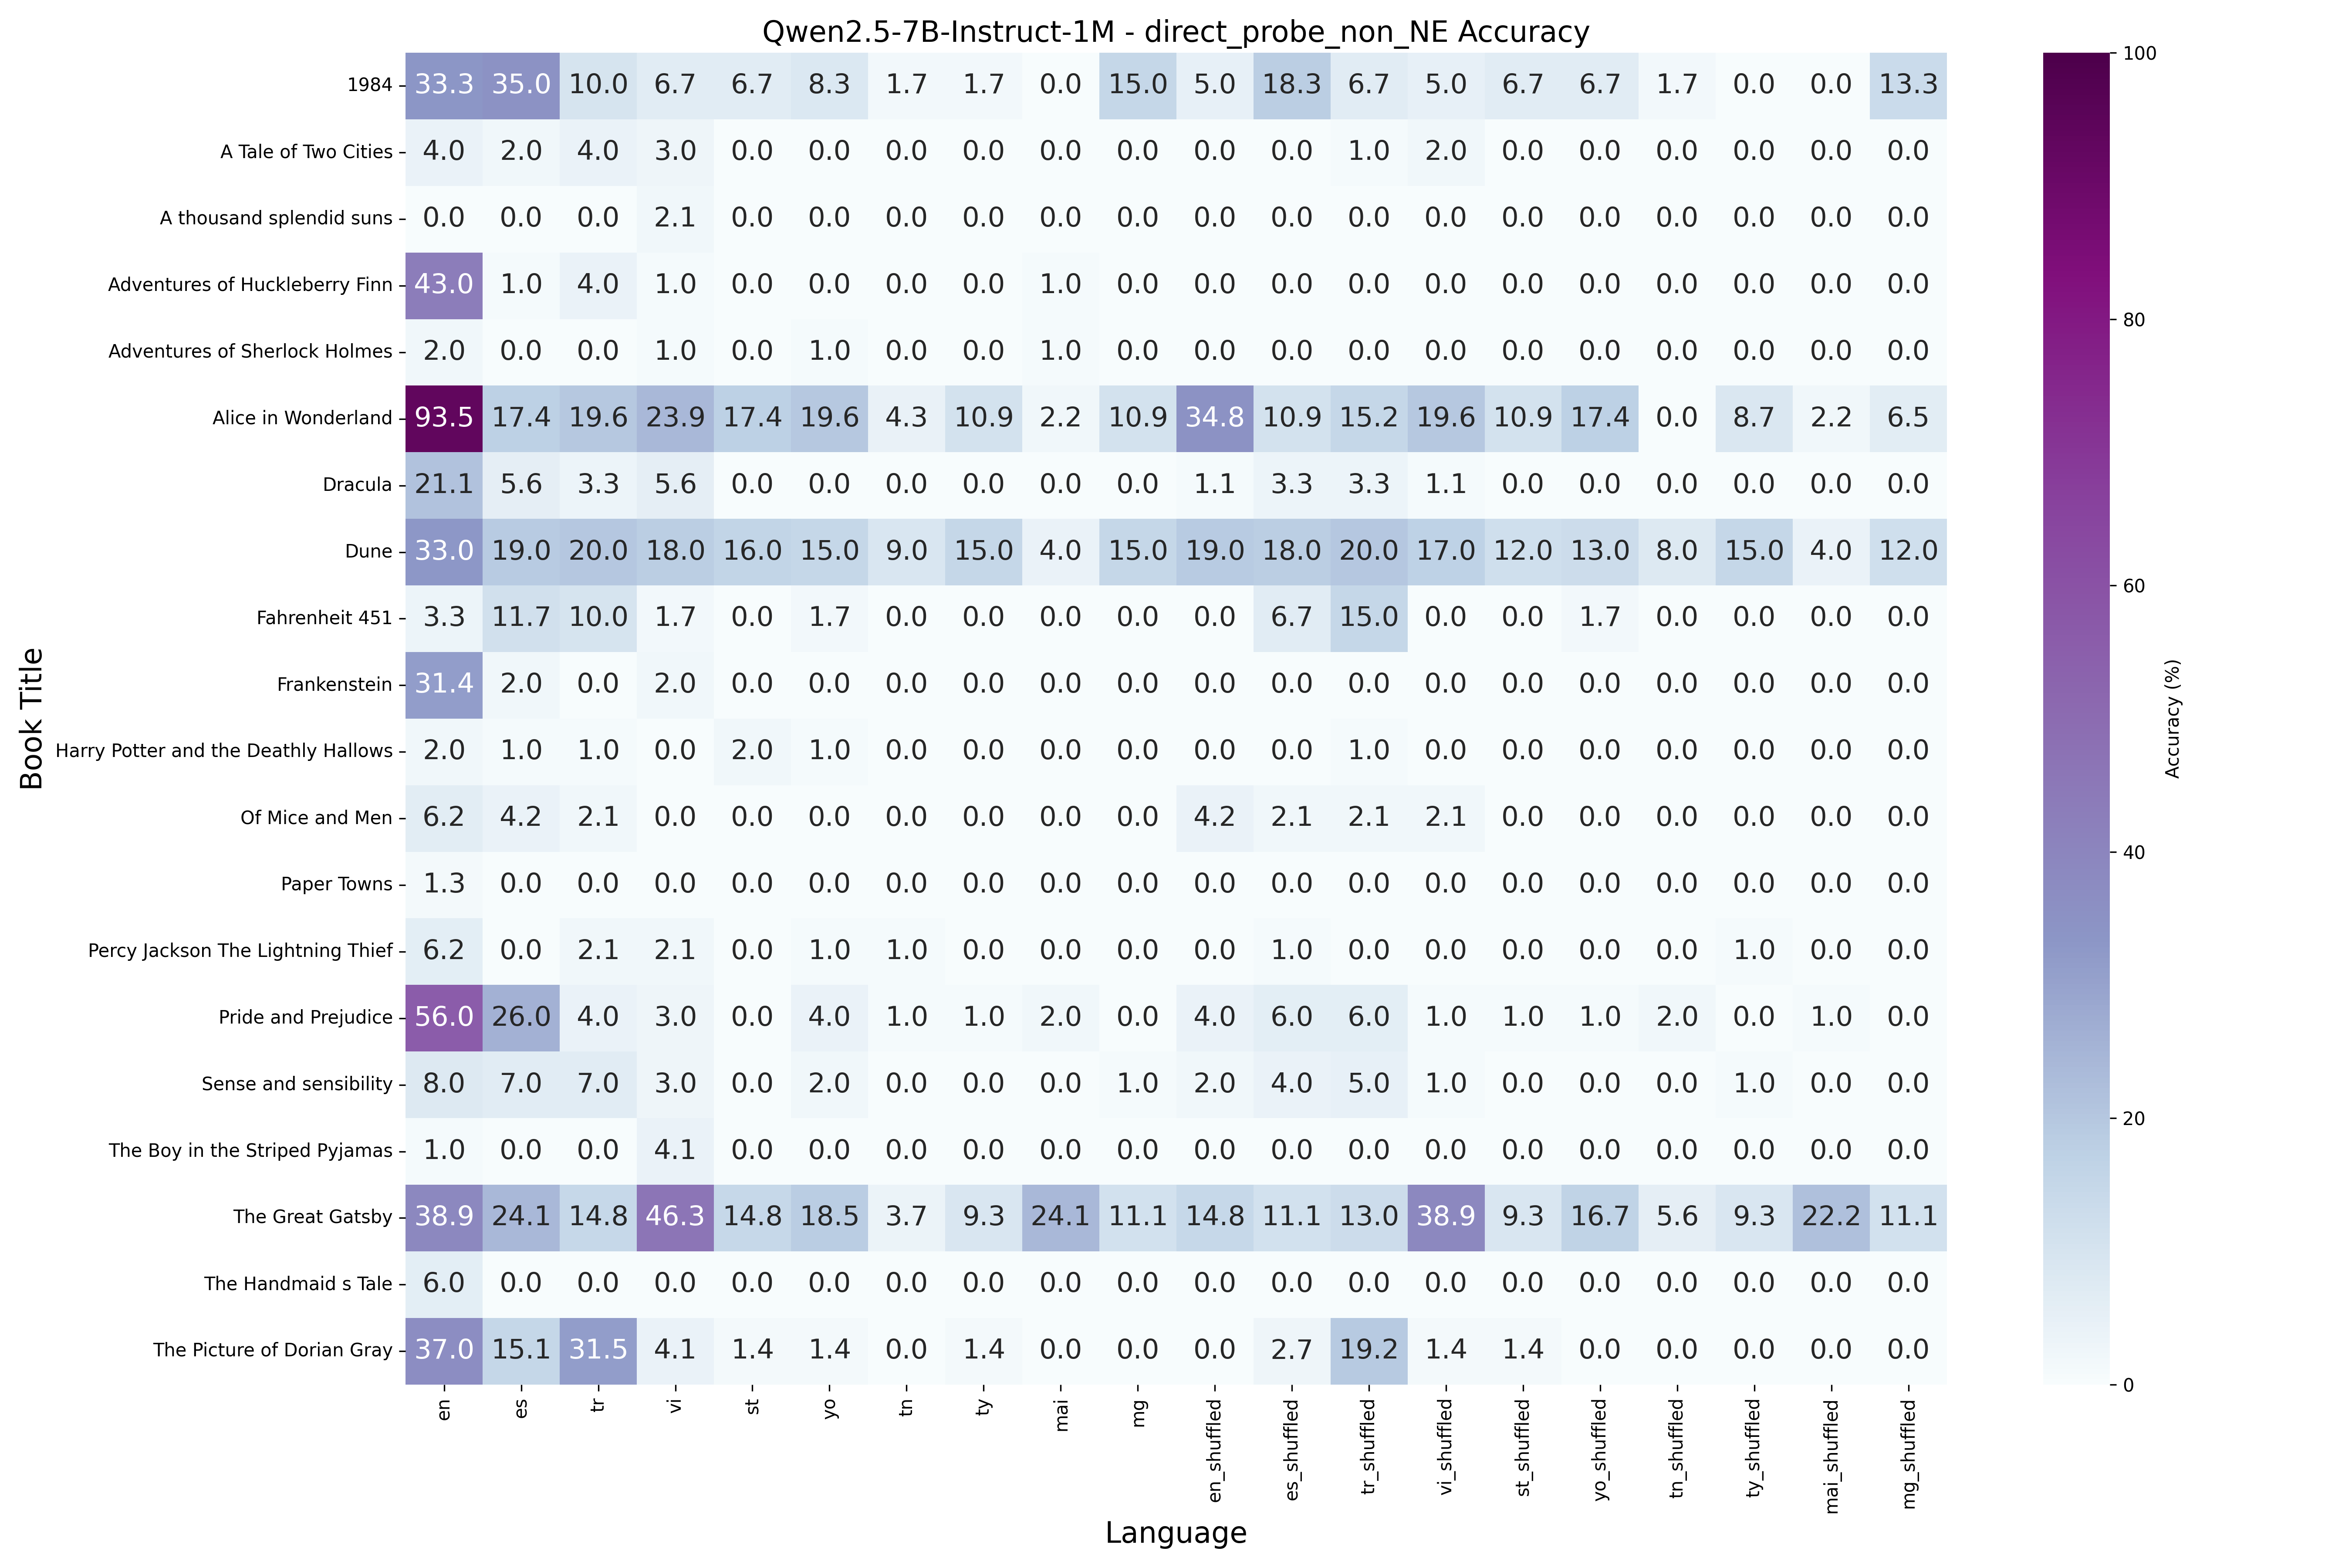 Qwen2.5-7B-Instruct-1M - direct_probe_non_NE Accuracy
Book Title
1984 33.3 35.0 10.0 6.7 6.7 8.3 1.7 1.7 0.0 15.0 5.0 18.3 6.7 5.0 6.7 6.7 1.7 0.0 0.0 13.3
A Tale of Two Cities 4.0 2.0 4.0 3.0 0.0 0.0 0.0 0.0 0.0 0.0 0.0 0.0 1.0 2.0 0.0 0.0 0.0 0.0 0.0 0.0
A thousand splendid suns 0.0 0.0 0.0 2.1 0.0 0.0 0.0 0.0 0.0 0.0 0.0 0.0 0.0 0.0 0.0 0.0 0.0 0.0 0.0 0.0
Adventures of Huckleberry Finn 43.0 1.0 4.0 1.0 0.0 0.0 0.0 0.0 1.0 0.0 0.0 0.0 0.0 0.0 0.0 0.0 0.0 0.0 0.0 0.0
Adventures of Sherlock Holmes 2.0 0.0 0.0 1.0 0.0 1.0 0.0 0.0 1.0 0.0 0.0 0.0 0.0 0.0 0.0 0.0 0.0 0.0 0.0 0.0
Alice in Wonderland 93.5 17.4 19.6 23.9 17.4 19.6 4.3 10.9 2.2 10.9 34.8 10.9 15.2 19.6 10.9 17.4 0.0 8.7 2.2 6.5
Dracula 21.1 5.6 3.3 5.6 0.0 0.0 0.0 0.0 0.0 0.0 1.1 3.3 3.3 1.1 0.0 0.0 0.0 0.0 0.0 0.0
Dune 33.0 19.0 20.0 18.0 16.0 15.0 9.0 15.0 4.0 15.0 19.0 18.0 20.0 17.0 12.0 13.0 8.0 15.0 4.0 12.0
Fahrenheit 451 3.3 11.7 10.0 1.7 0.0 1.7 0.0 0.0 0.0 0.0 0.0 6.7 15.0 0.0 0.0 1.7 0.0 0.0 0.0 0.0
Frankenstein 31.4 2.0 0.0 2.0 0.0 0.0 0.0 0.0 0.0 0.0 0.0 0.0 0.0 0.0 0.0 0.0 0.0 0.0 0.0 0.0
Harry Potter and the Deathly Hallows 2.0 1.0 1.0 0.0 2.0 1.0 0.0 0.0 0.0 0.0 0.0 0.0 1.0 0.0 0.0 0.0 0.0 0.0 0.0 0.0
Of Mice and Men 6.2 4.2 2.1 0.0 0.0 0.0 0.0 0.0 0.0 0.0 4.2 2.1 2.1 2.1 0.0 0.0 0.0 0.0 0.0 0.0
Paper Towns 1.3 0.0 0.0 0.0 0.0 0.0 0.0 0.0 0.0 0.0 0.0 0.0 0.0 0.0 0.0 0.0 0.0 0.0 0.0 0.0
Percy Jackson The Lightning Thief 6.2 0.0 2.1 2.1 0.0 1.0 1.0 0.0 0.0 0.0 0.0 1.0 0.0 0.0 0.0 0.0 0.0 1.0 0.0 0.0
Pride and Prejudice 56.0 26.0 4.0 3.0 0.0 4.0 1.0 1.0 2.0 0.0 4.0 6.0 6.0 1.0 1.0 1.0 2.0 0.0 1.0 0.0
Sense and sensibility 8.0 7.0 7.0 3.0 0.0 2.0 0.0 0.0 0.0 1.0 2.0 4.0 5.0 1.0 0.0 0.0 0.0 1.0 0.0 0.0
The Boy in the Striped Pyjamas 1.0 0.0 0.0 4.1 0.0 0.0 0.0 0.0 0.0 0.0 0.0 0.0 0.0 0.0 0.0 0.0 0.0 0.0 0.0 0.0
The Great Gatsby 38.9 24.1 14.8 46.3 14.8 18.5 3.7 9.3 24.1 11.1 14.8 11.1 13.0 38.9 9.3 16.7 5.6 9.3 22.2 11.1
The Handmaid s Tale 6.0 0.0 0.0 0.0 0.0 0.0 0.0 0.0 0.0 0.0 0.0 0.0 0.0 0.0 0.0 0.0 0.0 0.0 0.0 0.0
The Picture of Dorian Gray 37.0 15.1 31.5 4.1 1.4 1.4 0.0 1.4 0.0 0.0 0.0 2.7 19.2 1.4 1.4 0.0 0.0 0.0 0.0 0.0
en es tr vi st yo tn ty mai mg en_shuffled es_shuffled tr_shuffled vi_shuffled st_shuffled yo_shuffled tn_shuffled ty_shuffled mai_shuffled mg_shuffled
Language
100
80
60
40
20
0
Accuracy (%)